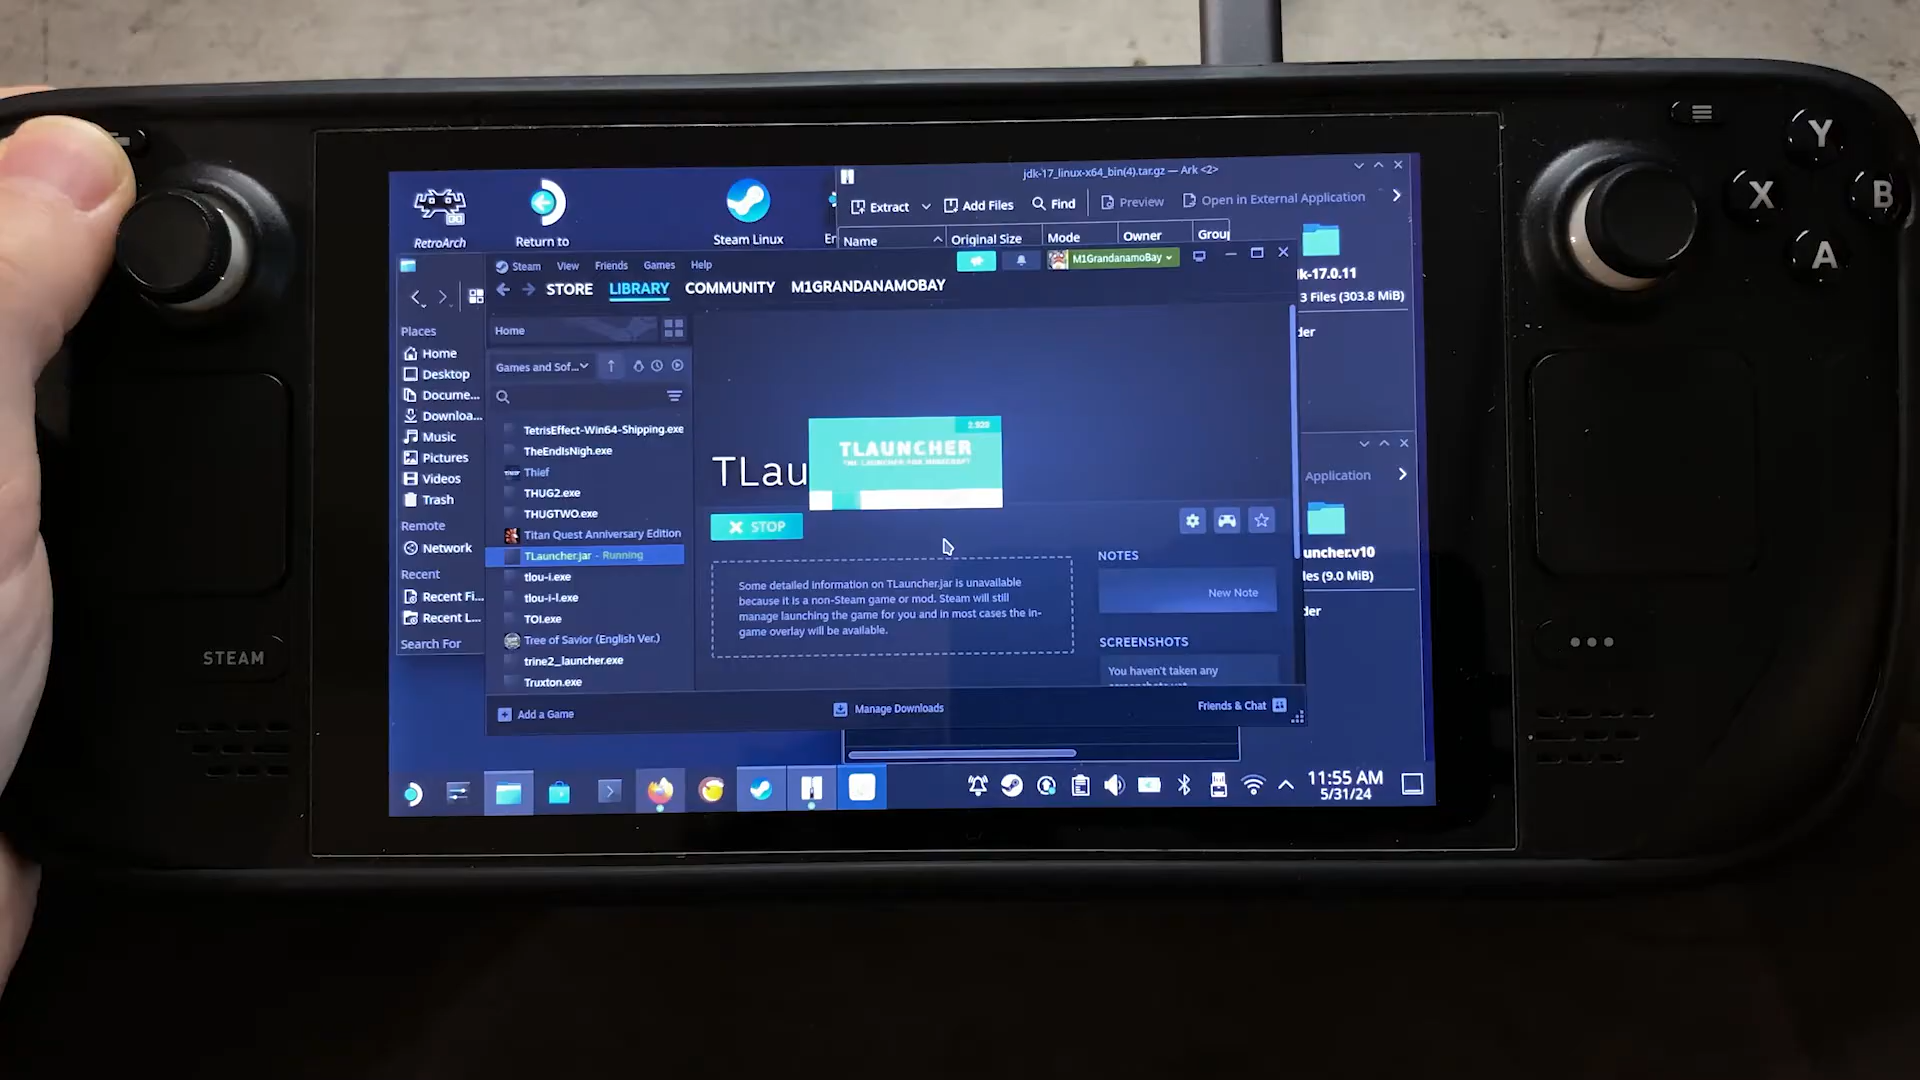 RetroArch
Return to
Steam Linux
jdk-17_linux-x64_bin(4).tar.gz — Ark <2>
Extract
Add Files
Find
Preview
Open in External Application
Name
Original Size
Mode
Owner
Group
dk-17.0.11
3 Files (303.8 MiB)
der
Application
uncher.v10
les (9.0 MiB)
der
Places
Home
Desktop
Docume...
Downloa...
Music
Pictures
Videos
Trash
Remote
Network
Recent
Recent Fi...
Recent L...
Search For
Steam View Friends Games Help
M1GrandanamoBay
STORE LIBRARY COMMUNITY M1GRANDANAMOBAY
Home
Games and Sof...
TetrisEffect-Win64-Shipping.exe
TheEndIsNigh.exe
Thief
THUG2.exe
THUGTWO.exe
Titan Quest Anniversary Edition
TLauncher.jar - Running
tlou-i.exe
tlou-i-l.exe
TOI.exe
Tree of Savior (English Ver.)
trine2_launcher.exe
Truxton.exe
Add a Game
TLau
TLAUNCHER
THE LAUNCHER FOR MINECRAFT
STOP
Some detailed information on TLauncher.jar is unavailable
because it is a non-Steam game or mod. Steam will still
manage launching the game for you and in most cases the in-
game overlay will be available.
NOTES
New Note
SCREENSHOTS
You haven't taken any
Manage Downloads
Friends & Chat
11:55 AM
5/31/24
STEAM
Y
X
B
A